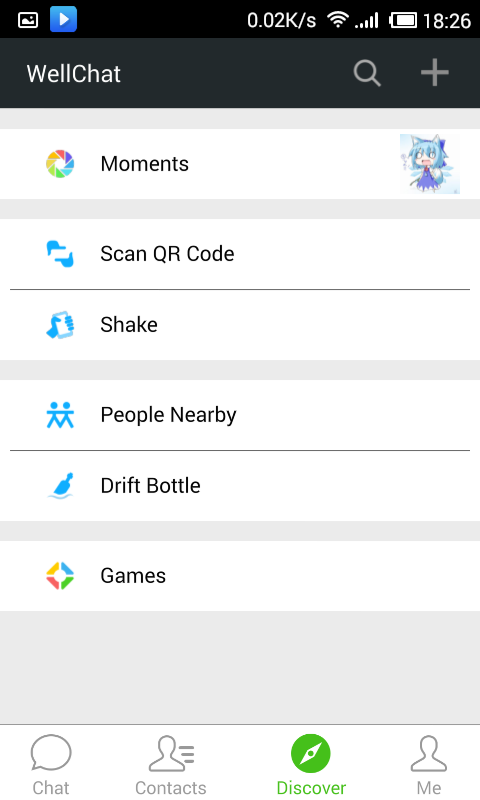 0.02K/s 18:26
WellChat
Moments
Scan QR Code
Shake
People Nearby
Drift Bottle
Games
Chat Contacts Discover Me